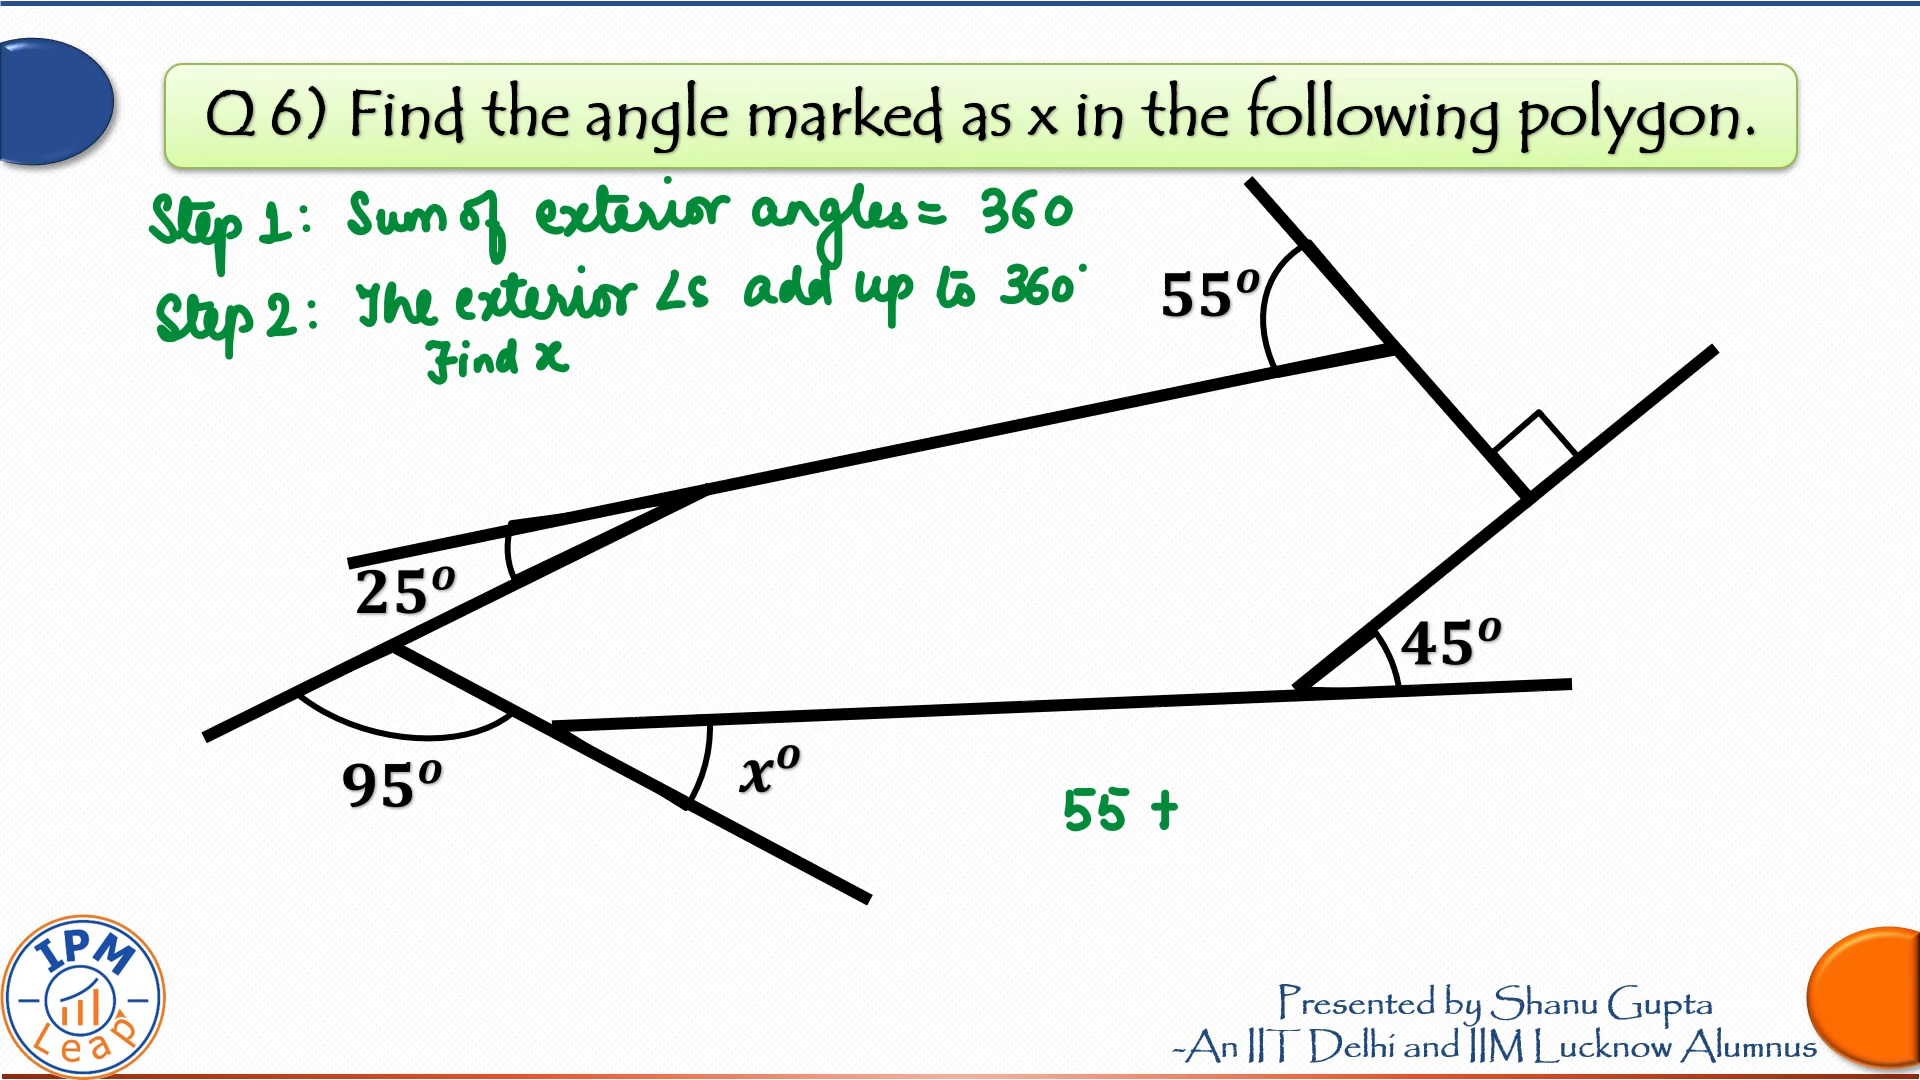 Q 6) Find the angle marked as x in the following polygon.
Step 1: Sum of exterior angles = 360
Step 2: The exterior ∠s add up to 360°
Find x
55°
25°
45°
95°
x°
55 +
IPM
Leap
Presented by Shanu Gupta
-An IIT Delhi and IIM Lucknow Alumnus